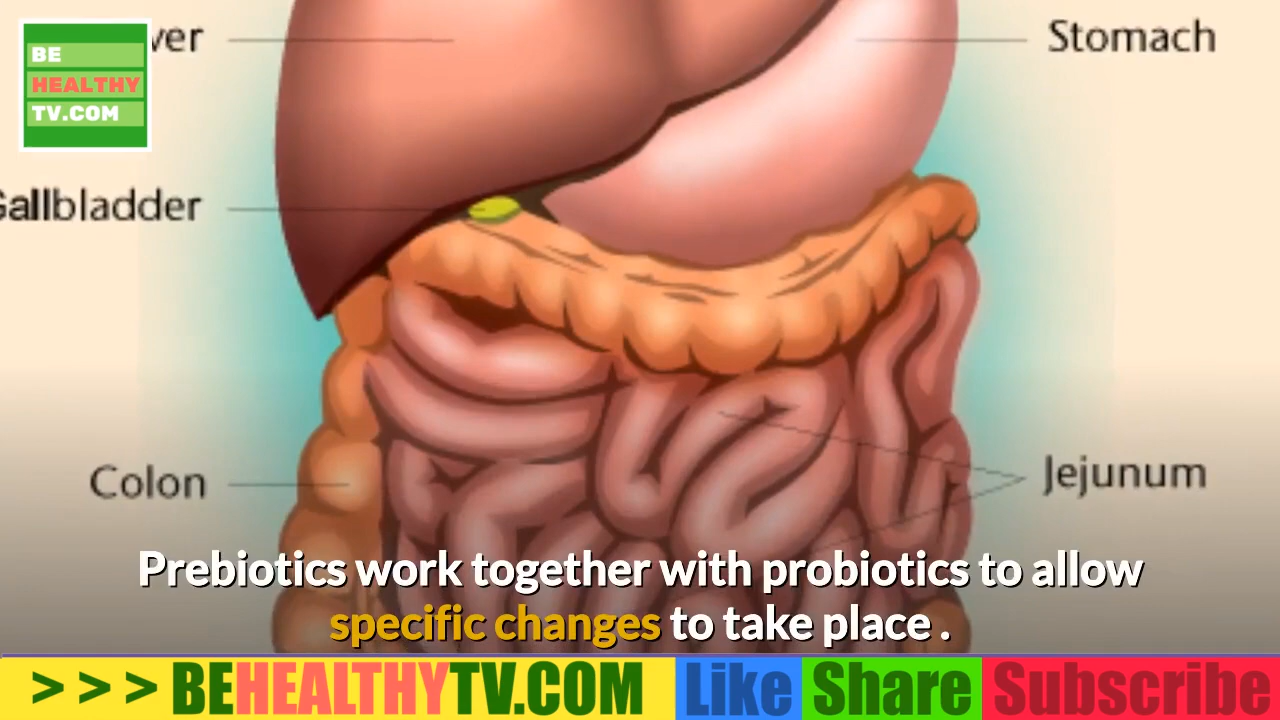 BE
HEALTHY
TV.COM
ver
Stomach
Gallbladder
Colon
Jejunum
Prebiotics work together with probiotics to allow
specific changes to take place .
> > > BEHEALTHYTV.COM Like Share Subscribe